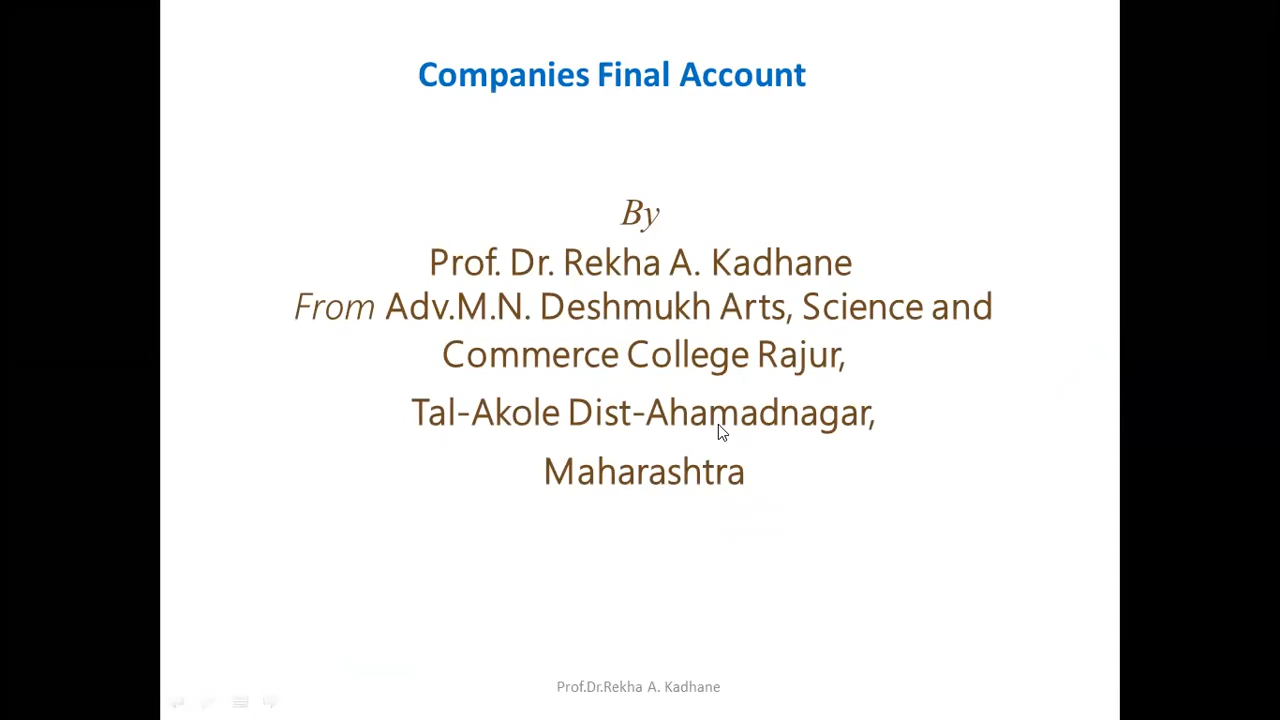 Companies Final Account
By
Prof. Dr. Rekha A. Kadhane
From Adv.M.N. Deshmukh Arts, Science and
Commerce College Rajur,
Tal-Akole Dist-Ahamadnagar,
Maharashtra
Prof.Dr.Rekha A. Kadhane